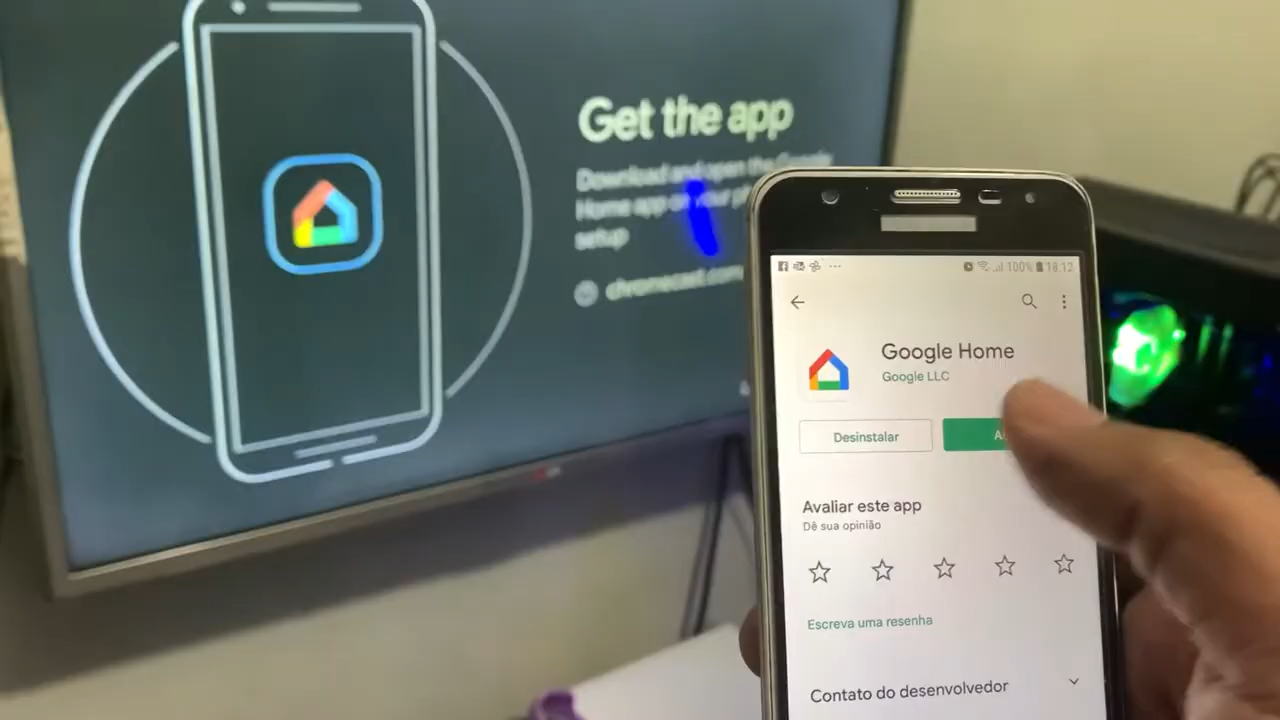 Get the app
Download and open the Google
Home app on your
setup
chromecast.com
100% 18:12
Google Home
Google LLC
Desinstalar
Avaliar este app
Dê sua opinião
Escreva uma resenha
Contato do desenvolvedor